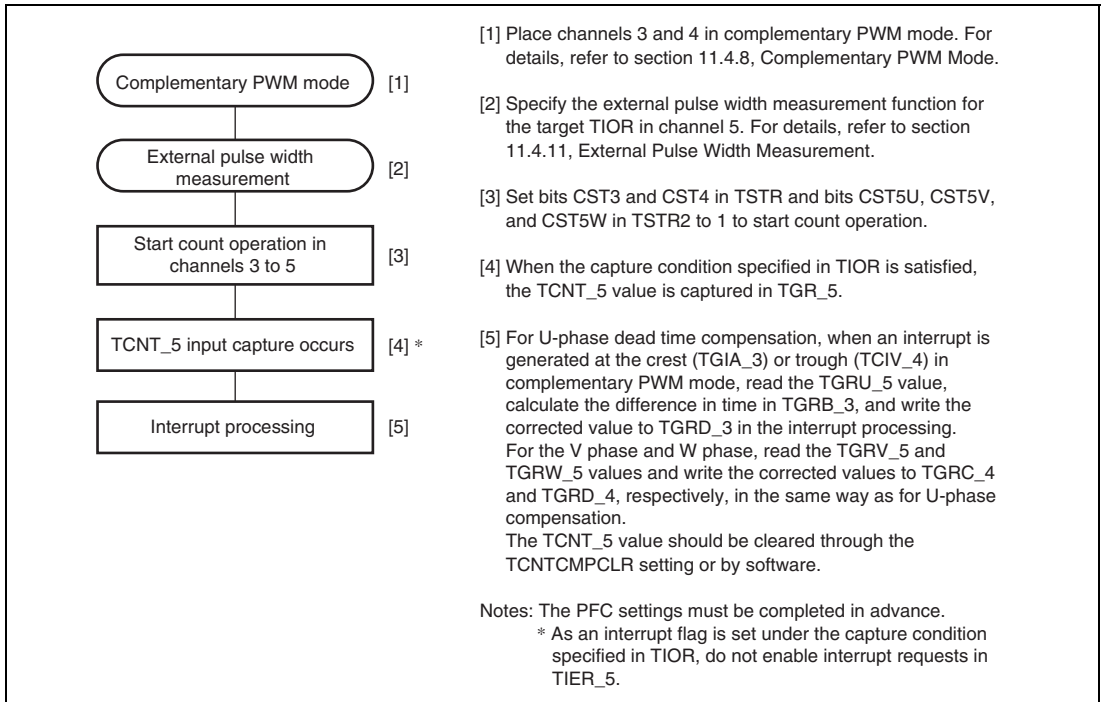 Complementary PWM mode [1]
External pulse width
measurement
[2]
Start count operation in
channels 3 to 5
[3]
TCNT_5 input capture occurs [4] *
Interrupt processing [5]
[1] Place channels 3 and 4 in complementary PWM mode. For
details, refer to section 11.4.8, Complementary PWM Mode.
[2] Specify the external pulse width measurement function for
the target TIOR in channel 5. For details, refer to section
11.4.11, External Pulse Width Measurement.
[3] Set bits CST3 and CST4 in TSTR and bits CST5U, CST5V,
and CST5W in TSTR2 to 1 to start count operation.
[4] When the capture condition specified in TIOR is satisfied,
the TCNT_5 value is captured in TGR_5.
[5] For U-phase dead time compensation, when an interrupt is
generated at the crest (TGIA_3) or trough (TCIV_4) in
complementary PWM mode, read the TGRU_5 value,
calculate the difference in time in TGRB_3, and write the
corrected value to TGRD_3 in the interrupt processing.
For the V phase and W phase, read the TGRV_5 and
TGRW_5 values and write the corrected values to TGRC_4
and TGRD_4, respectively, in the same way as for U-phase
compensation.
The TCNT_5 value should be cleared through the
TCNTCMPCLR setting or by software.
Notes: The PFC settings must be completed in advance.
* As an interrupt flag is set under the capture condition
specified in TIOR, do not enable interrupt requests in
TIER_5.